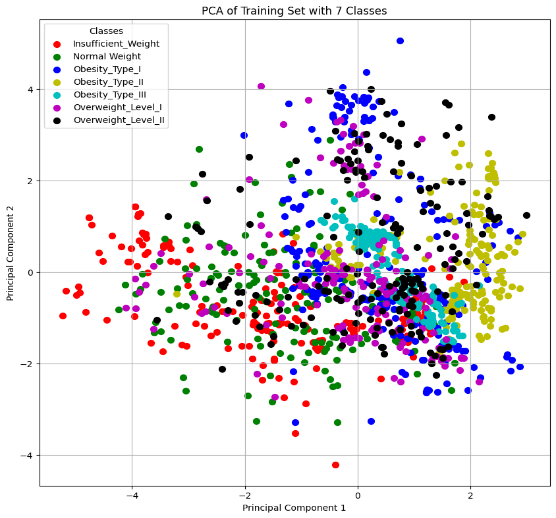 PCA of Training Set with 7 Classes
Classes
Insufficient_Weight
Normal Weight
Obesity_Type_I
Obesity_Type_II
Obesity_Type_III
Overweight_Level_I
Overweight_Level_II
4
2
0
−2
−4
Principal Component 2
−4 −2 0 2
Principal Component 1